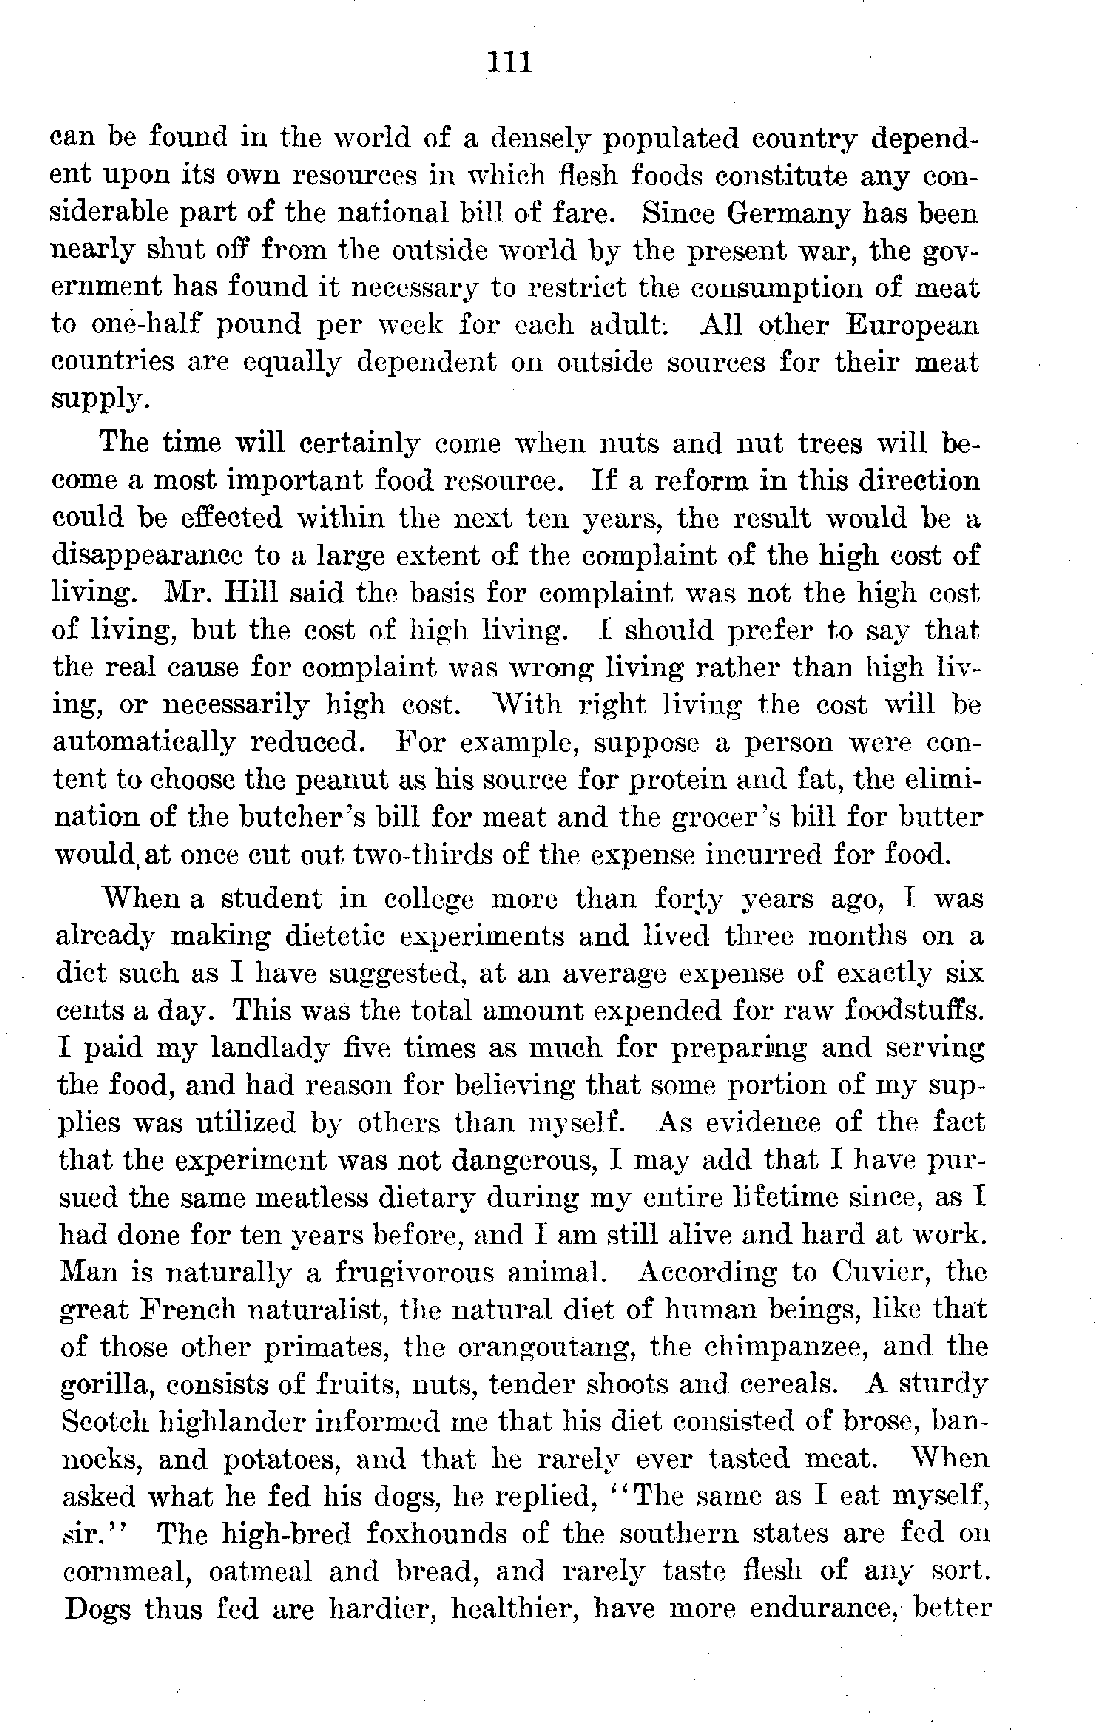 111
can be found in the world of a densely populated country depend-
ent upon its own resources in which flesh foods constitute any con-
siderable part of the national bill of fare. Since Germany has been
nearly shut off from the outside world by the present war, the gov-
ernment has found it necessary to restrict the consumption of meat
to one-half pound per week for each adult. All other European
countries are equally dependent on outside sources for their meat
supply.
The time will certainly come when nuts and nut trees will be-
come a most important food resource. If a reform in this direction
could be effected within the next ten years, the result would be a
disappearance to a large extent of the complaint of the high cost of
living. Mr. Hill said the basis for complaint was not the high cost
of living, but the cost of high living. I should prefer to say that
the real cause for complaint was wrong living rather than high liv-
ing, or necessarily high cost. With right living the cost will be
automatically reduced. For example, suppose a person were con-
tent to choose the peanut as his source for protein and fat, the elimi-
nation of the butcher's bill for meat and the grocer's bill for butter
would at once cut out two-thirds of the expense incurred for food.
When a student in college more than forty years ago, I was
already making dietetic experiments and lived three months on a
diet such as I have suggested, at an average expense of exactly six
cents a day. This was the total amount expended for raw foodstuffs.
I paid my landlady five times as much for preparing and serving
the food, and had reason for believing that some portion of my sup-
plies was utilized by others than myself. As evidence of the fact
that the experiment was not dangerous, I may add that I have pur-
sued the same meatless dietary during my entire lifetime since, as I
had done for ten years before, and I am still alive and hard at work.
Man is naturally a frugivorous animal. According to Cuvier, the
great French naturalist, the natural diet of human beings, like that
of those other primates, the orangoutang, the chimpanzee, and the
gorilla, consists of fruits, nuts, tender shoots and cereals. A sturdy
Scotch highlander informed me that his diet consisted of brose, ban-
nocks, and potatoes, and that he rarely ever tasted meat. When
asked what he fed his dogs, he replied, "The same as I eat myself,
sir." The high-bred foxhounds of the southern states are fed on
cornmeal, oatmeal and bread, and rarely taste flesh of any sort.
Dogs thus fed are hardier, healthier, have more endurance, better